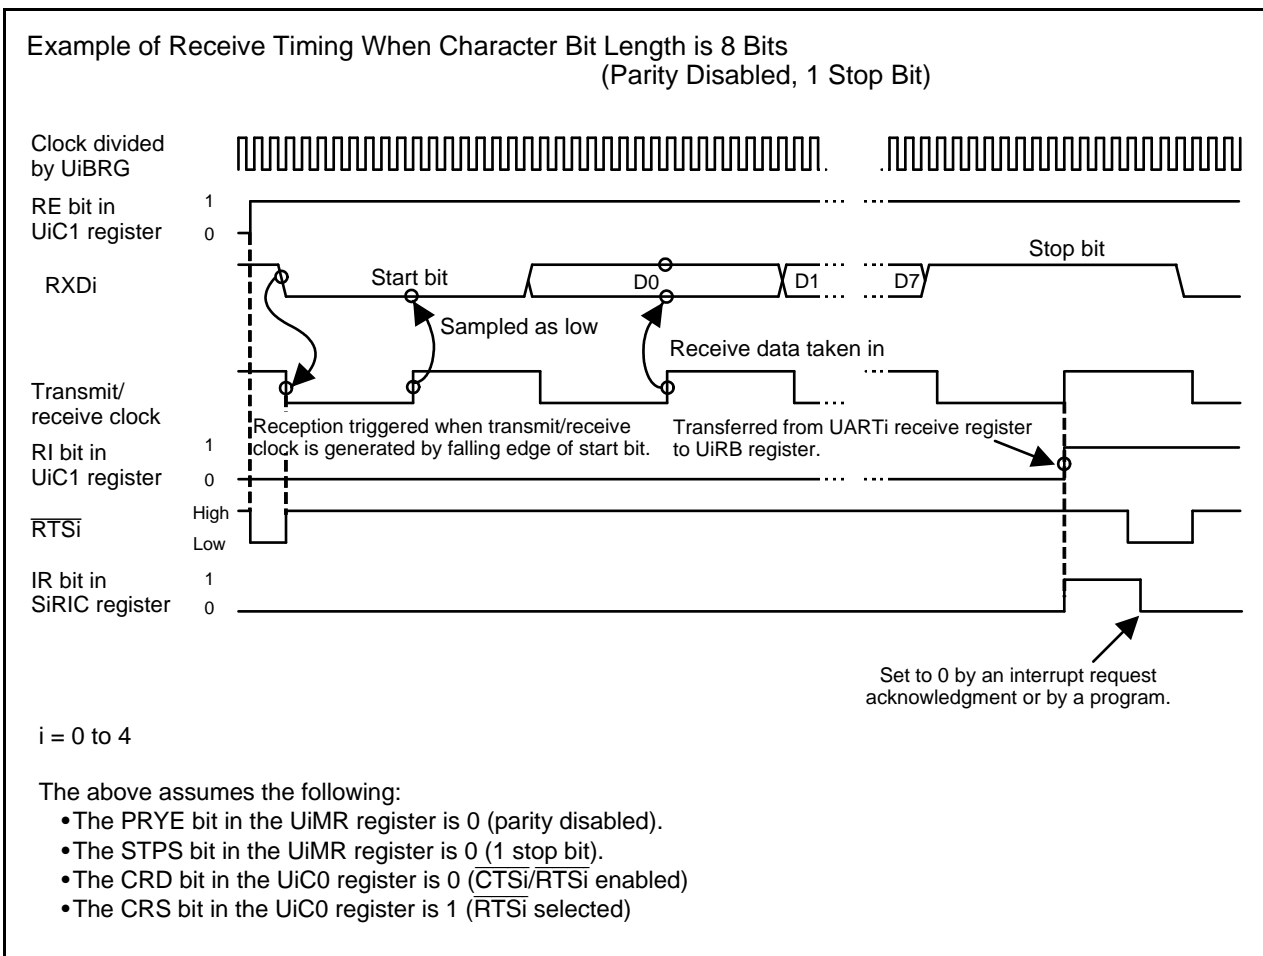 Example of Receive Timing When Character Bit Length is 8 Bits
(Parity Disabled, 1 Stop Bit)
Clock divided
by UiBRG
RE bit in
UiC1 register
1
0
RXDi
Start bit
D0
D1
D7
Stop bit
Sampled as low
Receive data taken in
Transmit/
receive clock
Reception triggered when transmit/receive
clock is generated by falling edge of start bit.
Transferred from UARTi receive register
to UiRB register.
RI bit in
UiC1 register
1
0
RTSi
High
Low
IR bit in
SiRIC register
1
0
Set to 0 by an interrupt request
acknowledgment or by a program.
i = 0 to 4
The above assumes the following:
•The PRYE bit in the UiMR register is 0 (parity disabled).
•The STPS bit in the UiMR register is 0 (1 stop bit).
•The CRD bit in the UiC0 register is 0 (CTSi/RTSi enabled)
•The CRS bit in the UiC0 register is 1 (RTSi selected)